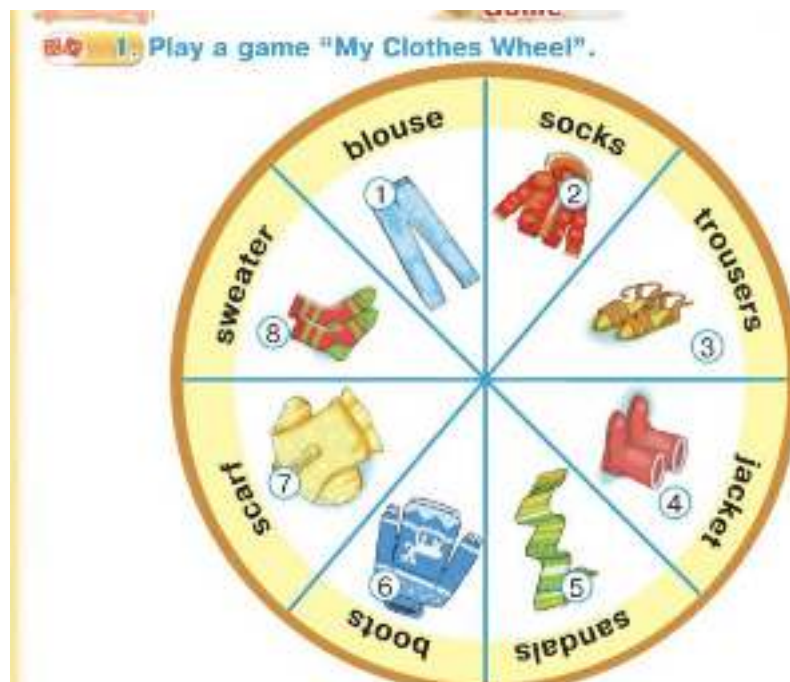 1. Play a game “My Clothes Wheel”.
blouse
socks
trousers
jacket
sandals
boots
scarf
sweater
1
2
3
4
5
6
7
8